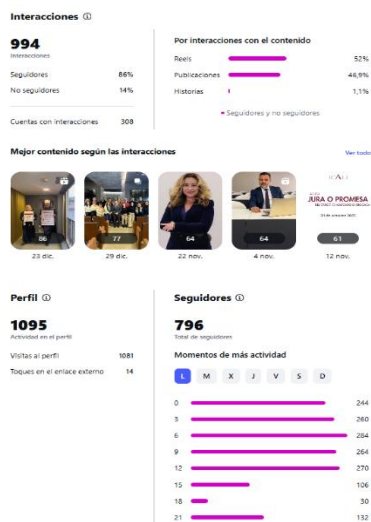 Interacciones
994
Interacciones
Seguidores 86%
No seguidores 14%
Cuentas con interacciones 308
Por interacciones con el contenido
Reels 52%
Publicaciones 46,9%
Historias 1,1%
Seguidores y no seguidores
Mejor contenido según las interacciones
Ver todo
86
77
64
64
JURA O PROMESA
61
23 dic.
29 dic.
22 nov.
4 nov.
12 nov.
Perfil
1095
Actividad en el perfil
Visitas al perfil 1081
Toques en el enlace externo 14
Seguidores
796
Total de seguidores
Momentos de más actividad
L M X J V S D
0 244
3 260
6 284
9 264
12 270
15 106
18 30
21 132